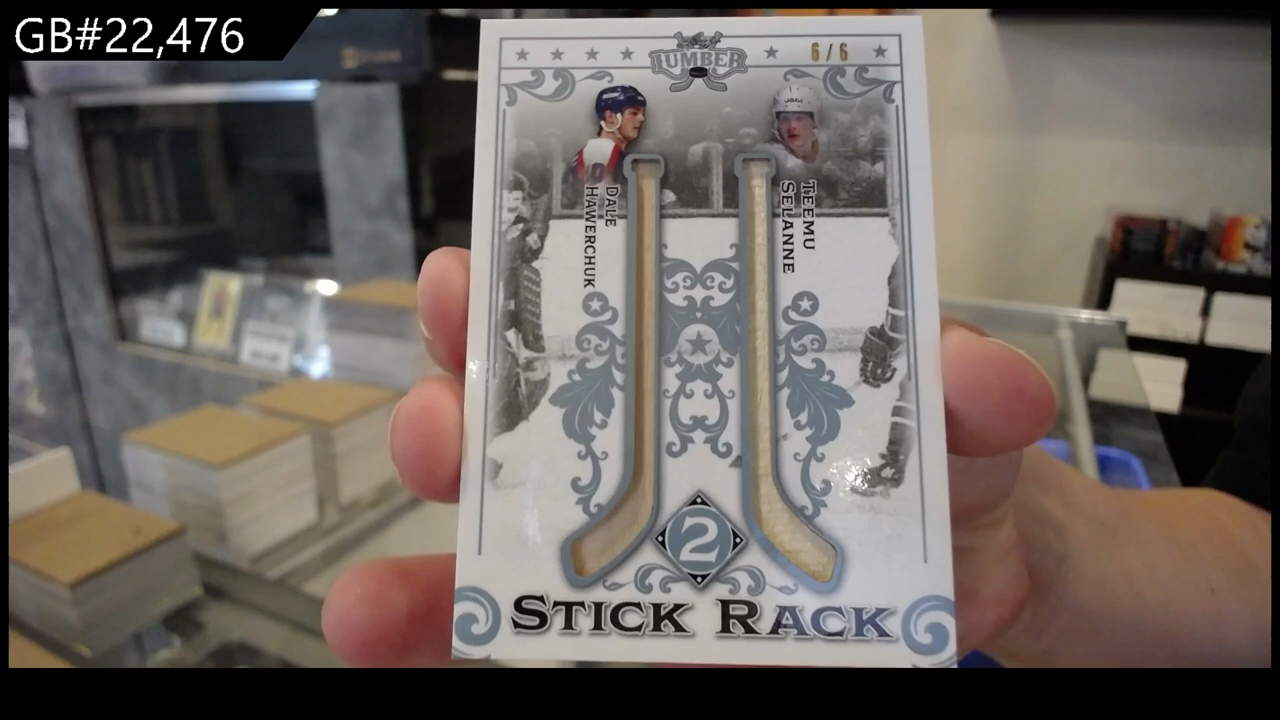 GB#22,476
LUMBER
6/6
DALE
HAWERCHUK
TEEMU
SELANNE
2
STICK RACK